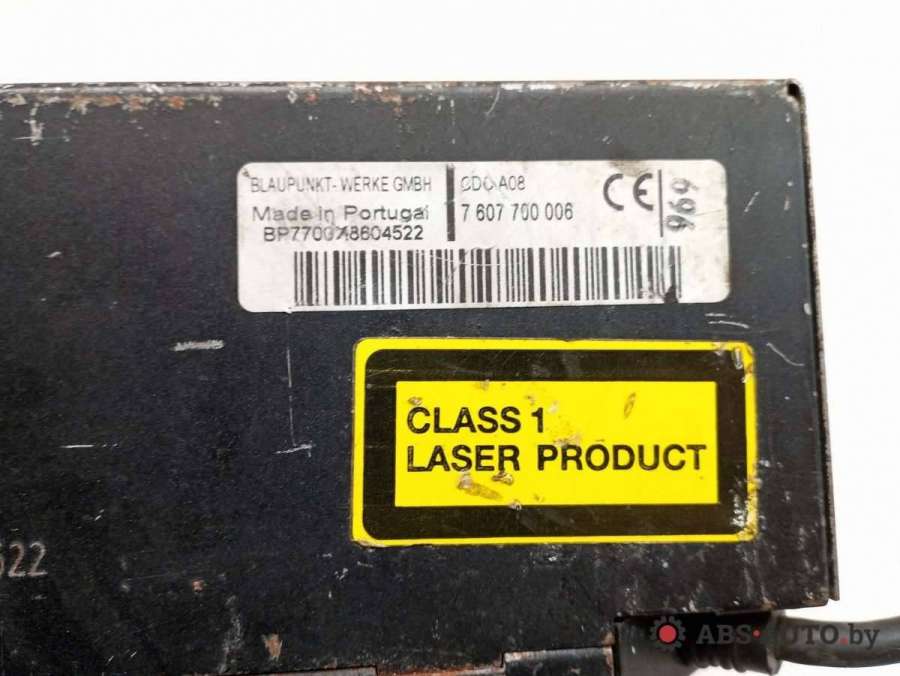 BLAUPUNKT-WERKE GMBH
CDC-A08
CE
969
Made in Portugal
7 607 700 006
CLASS 1
LASER PRODUCT
522
ABS-AUTO.by